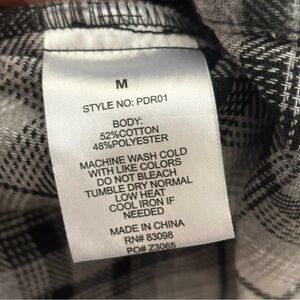 M
STYLE NO: PDR01
BODY:
52%COTTON
48%POLYESTER
MACHINE WASH COLD
WITH LIKE COLORS
DO NOT BLEACH
TUMBLE DRY NORMAL
LOW HEAT
COOL IRON IF
NEEDED
MADE IN CHINA
RN# 83098
PO# Z3065